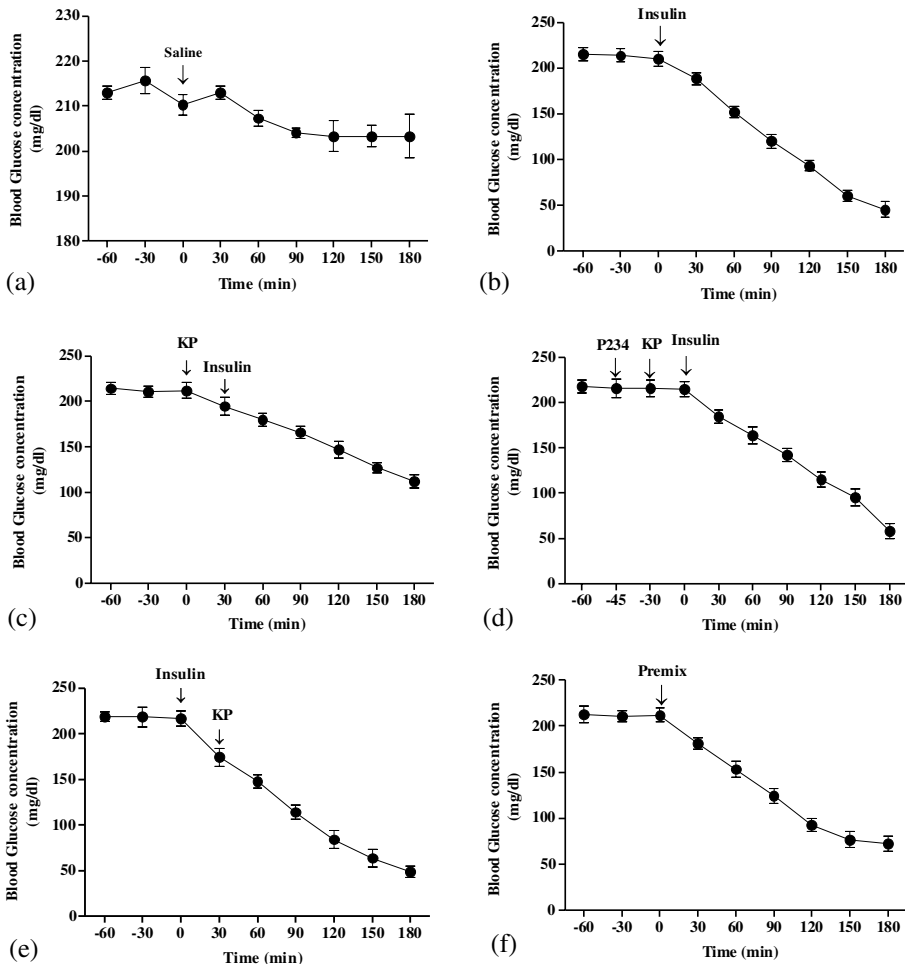 Blood Glucose concentration
(mg/dl)
230
220
210
200
190
180
Saline
-60 -30 0 30 60 90 120 150 180
Time (min)
(a)
Blood Glucose concentration
(mg/dl)
250
200
150
100
50
0
Insulin
-60 -30 0 30 60 90 120 150 180
Time (min)
(b)
Blood Glucose concentration
(mg/dl)
250
200
150
100
50
0
KP
Insulin
-60 -30 0 30 60 90 120 150 180
Time (min)
(c)
Blood Glucose concentration
(mg/dl)
250
200
150
100
50
0
P234 KP Insulin
-60 -45 -30 0 30 60 90 120 150 180
Time (min)
(d)
Blood Glucose concentration
(mg/dl)
250
200
150
100
50
0
Insulin
KP
-60 -30 0 30 60 90 120 150 180
Time (min)
(e)
Blood Glucose concentration
(mg/dl)
250
200
150
100
50
0
Premix
-60 -30 0 30 60 90 120 150 180
Time (min)
(f)